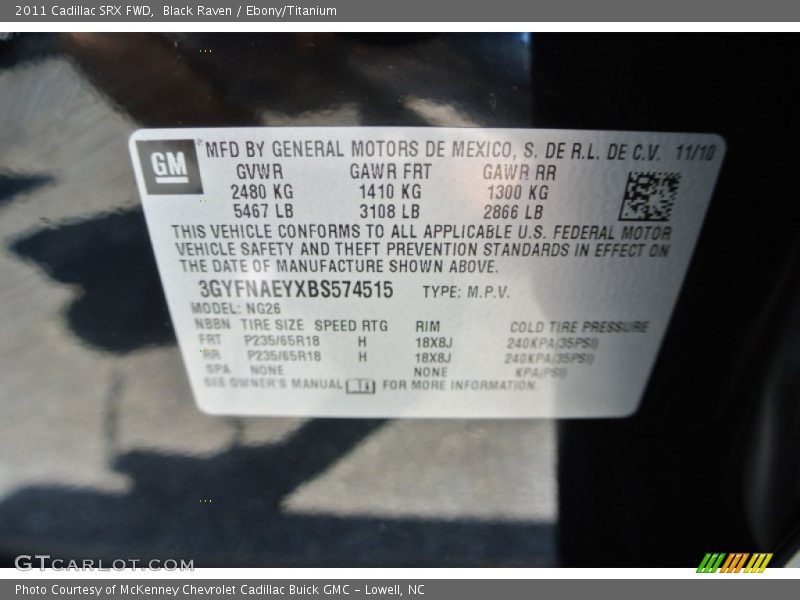 2011 Cadillac SRX FWD, Black Raven / Ebony/Titanium
GM
MFD BY GENERAL MOTORS DE MEXICO, S. DE R.L. DE C.V. 11/10
GVWR GAWR FRT GAWR RR
2480 KG 1410 KG 1300 KG
5467 LB 3108 LB 2866 LB
THIS VEHICLE CONFORMS TO ALL APPLICABLE U.S. FEDERAL MOTOR
VEHICLE SAFETY AND THEFT PREVENTION STANDARDS IN EFFECT ON
THE DATE OF MANUFACTURE SHOWN ABOVE.
3GYFNAEYXBS574515 TYPE: M.P.V.
MODEL: NG26
NBBN TIRE SIZE SPEED RTG RIM COLD TIRE PRESSURE
FRT P235/65R18 H 18X8J 240KPA(35PSI)
RR P235/65R18 H 18X8J 240KPA(35PSI)
SPA NONE NONE KPA(PSI)
SEE OWNER'S MANUAL FOR MORE INFORMATION.
GTCARLOT.COM
Photo Courtesy of McKenney Chevrolet Cadillac Buick GMC - Lowell, NC